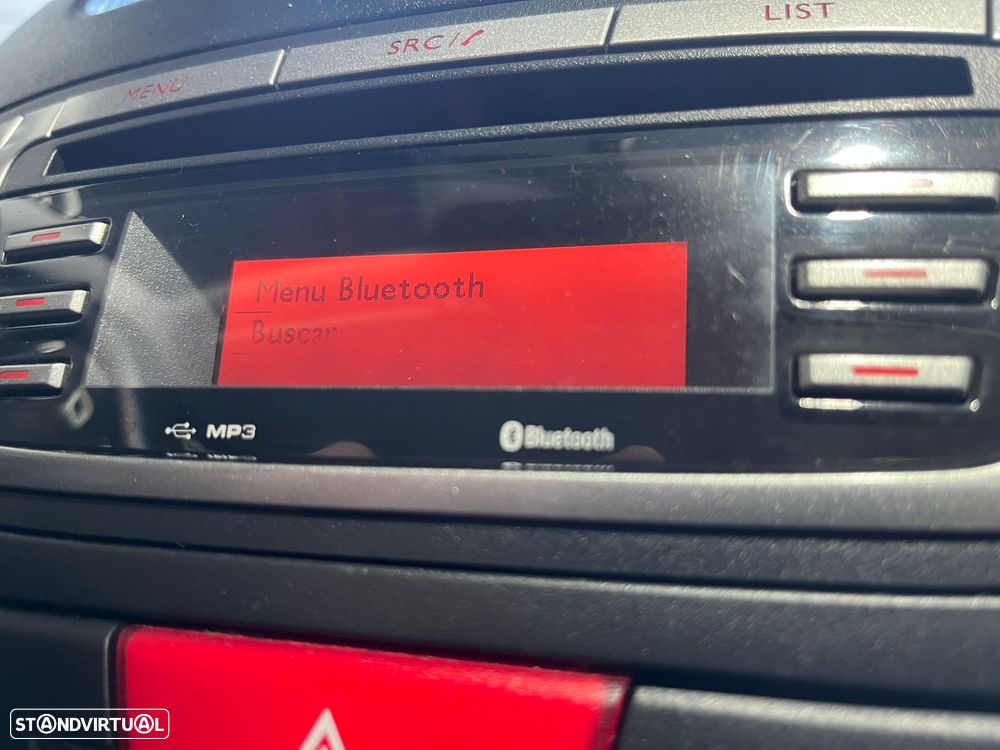 MENU
SRC/
LIST
Menu Bluetooth
Buscar
MP3
Bluetooth
STANDVIRTUAL